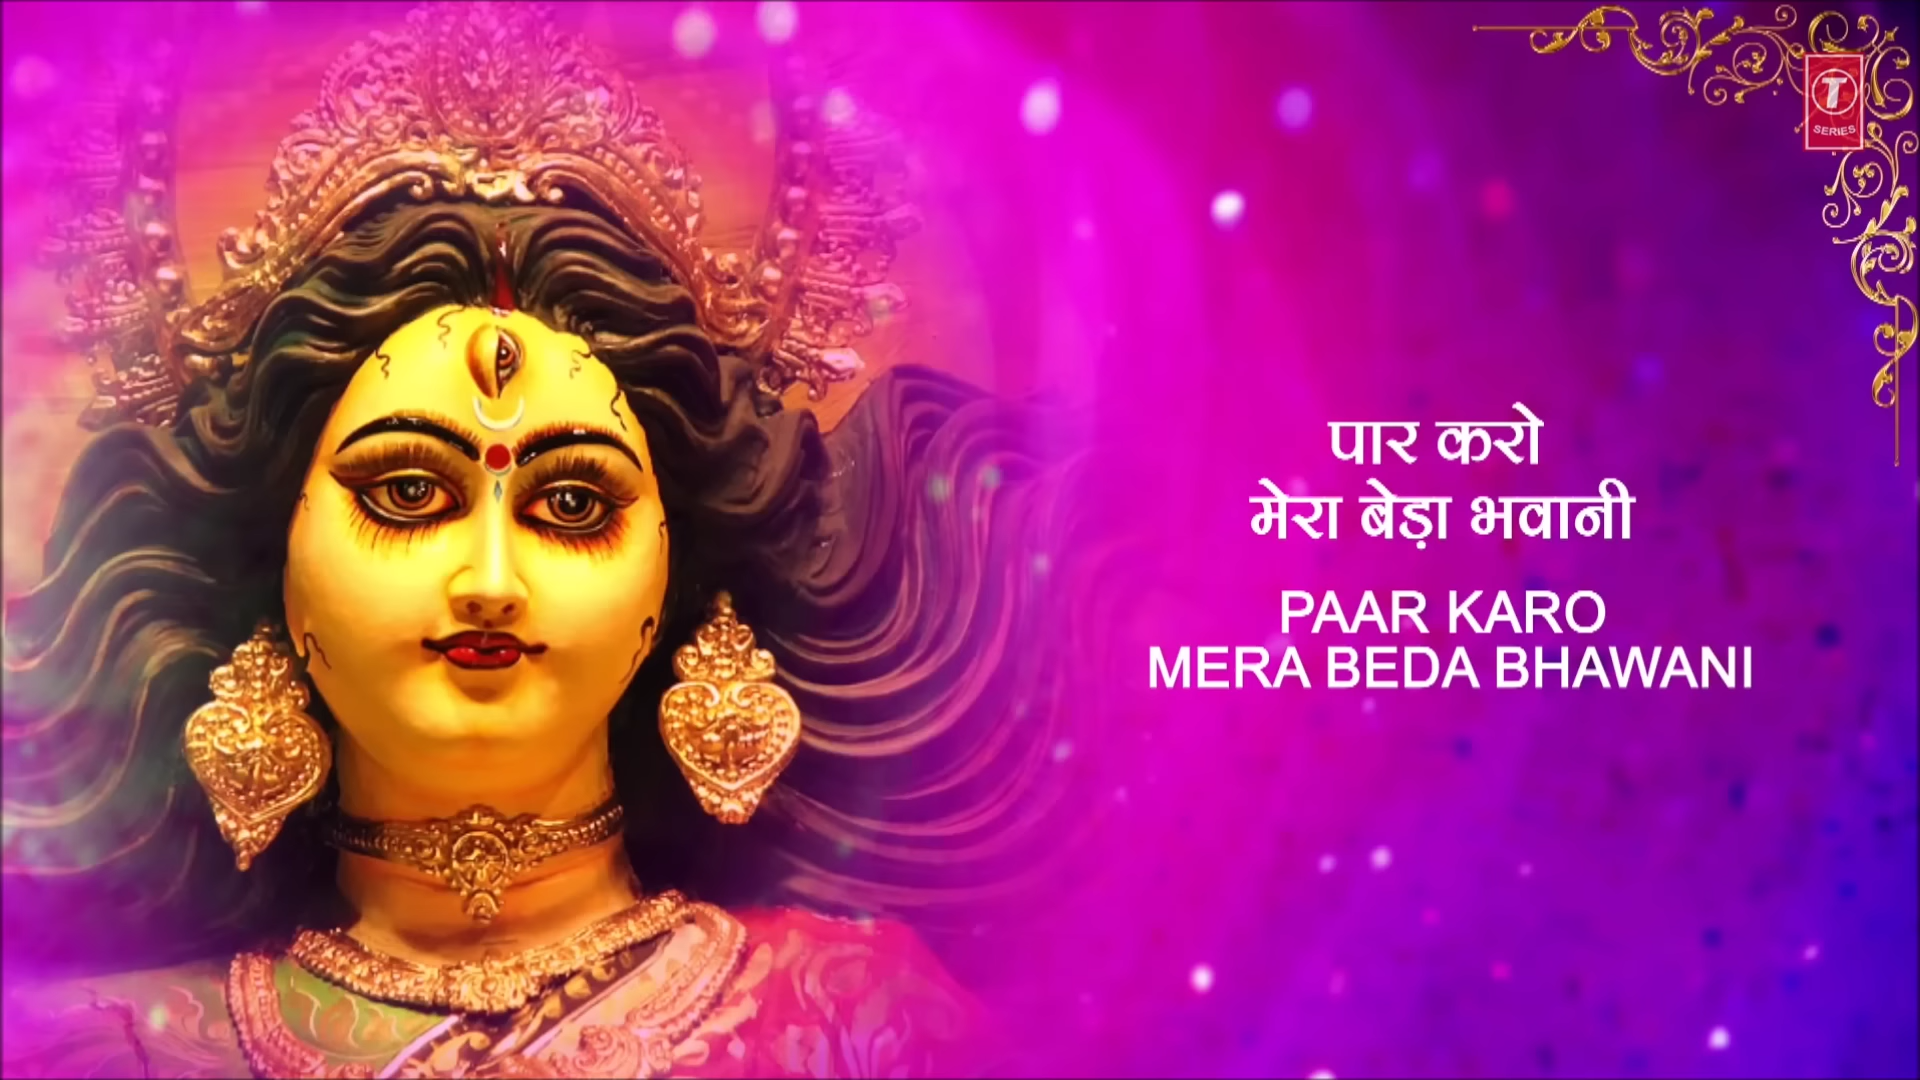 T
SERIES
पार करो
मेरा बेड़ा भवानी
PAAR KARO
MERA BEDA BHAWANI